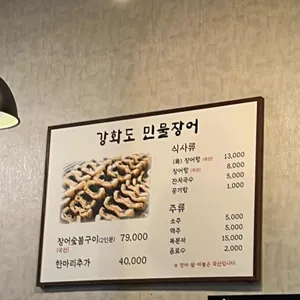 강화도 민물장어
장어숯불구이(2인분) 79,000
(국산)
한마리추가 40,000
식사류
(특) 장어탕 (국산) 13,000
장어탕 (국산) 8,000
잔치국수 5,000
공기밥 1,000
주류
소주 5,000
맥주 5,000
복분자 15,000
음료수 2,000